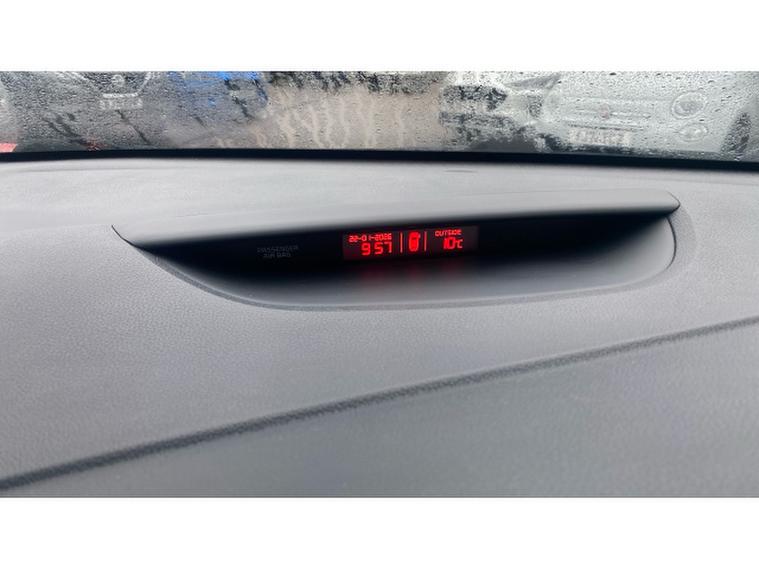 PASSENGER
AIR BAG
22-01-2026
9:57
OUTSIDE
10°C